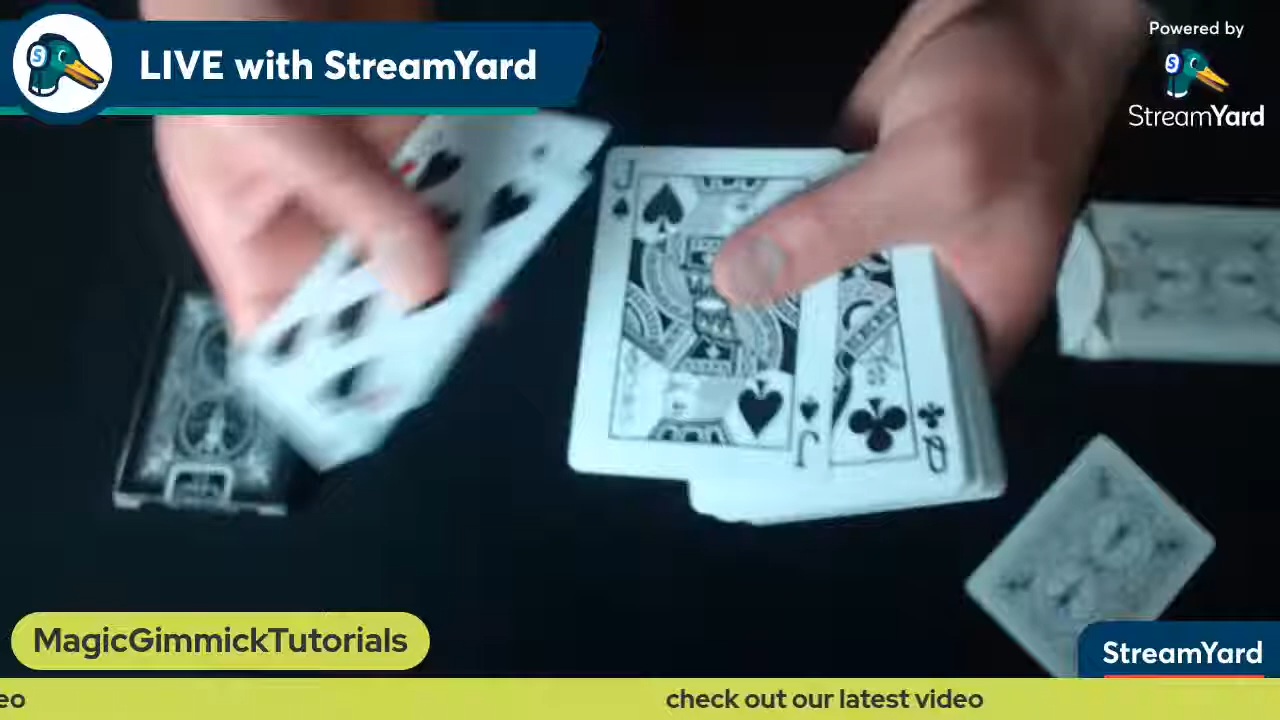 LIVE with StreamYard
Powered by
StreamYard
J
J
Q
MagicGimmickTutorials
StreamYard
eo
check out our latest video